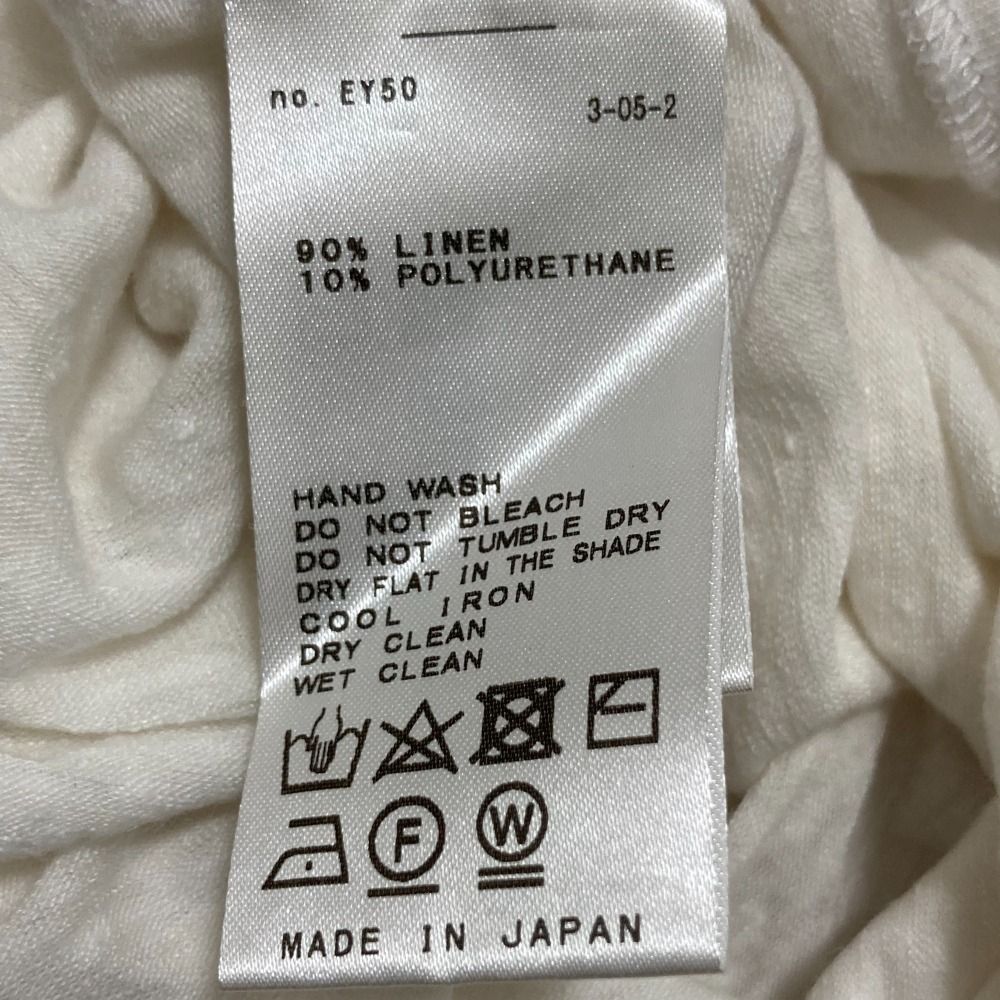 no. EY50
3-05-2
90% LINEN
10% POLYURETHANE
HAND WASH
DO NOT BLEACH
DO NOT TUMBLE DRY
DRY FLAT IN THE SHADE
COOL IRON
DRY CLEAN
WET CLEAN
F W
MADE IN JAPAN